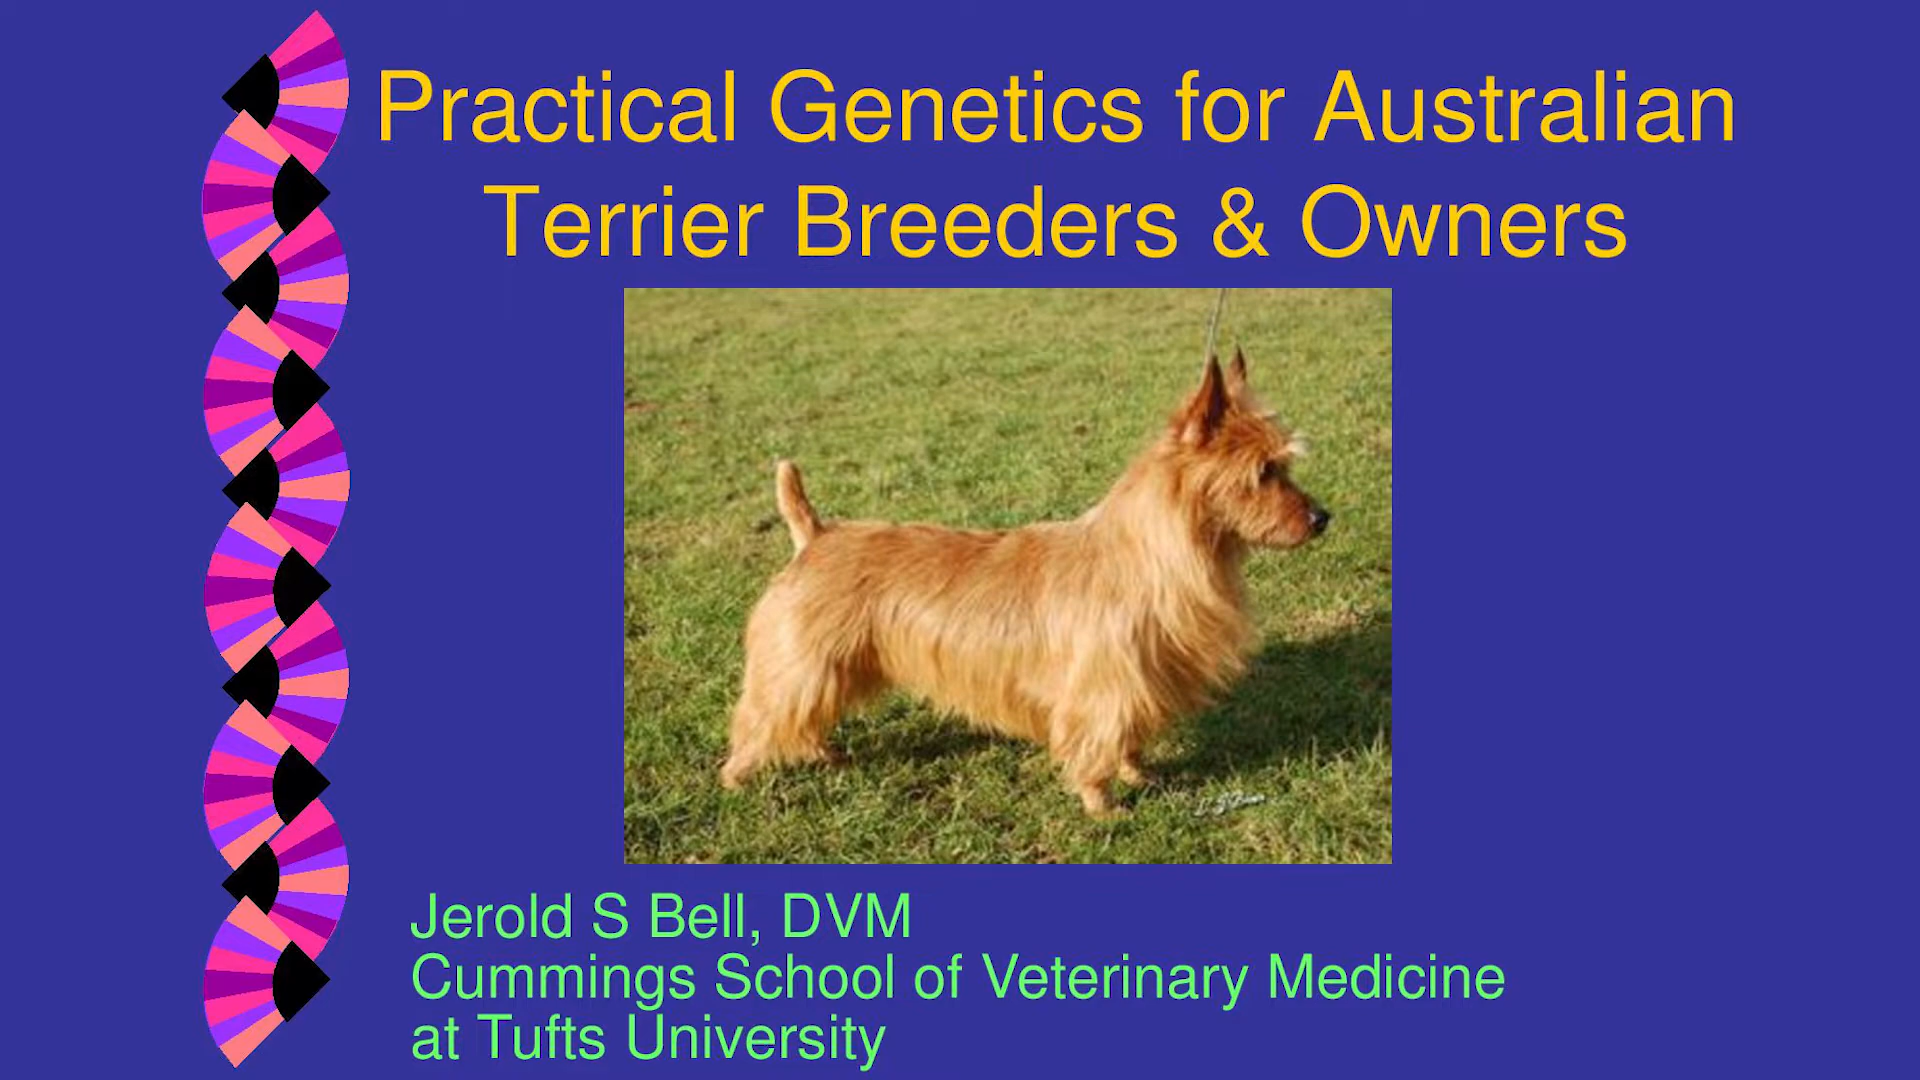 Practical Genetics for Australian
Terrier Breeders & Owners
Jerold S Bell, DVM
Cummings School of Veterinary Medicine
at Tufts University